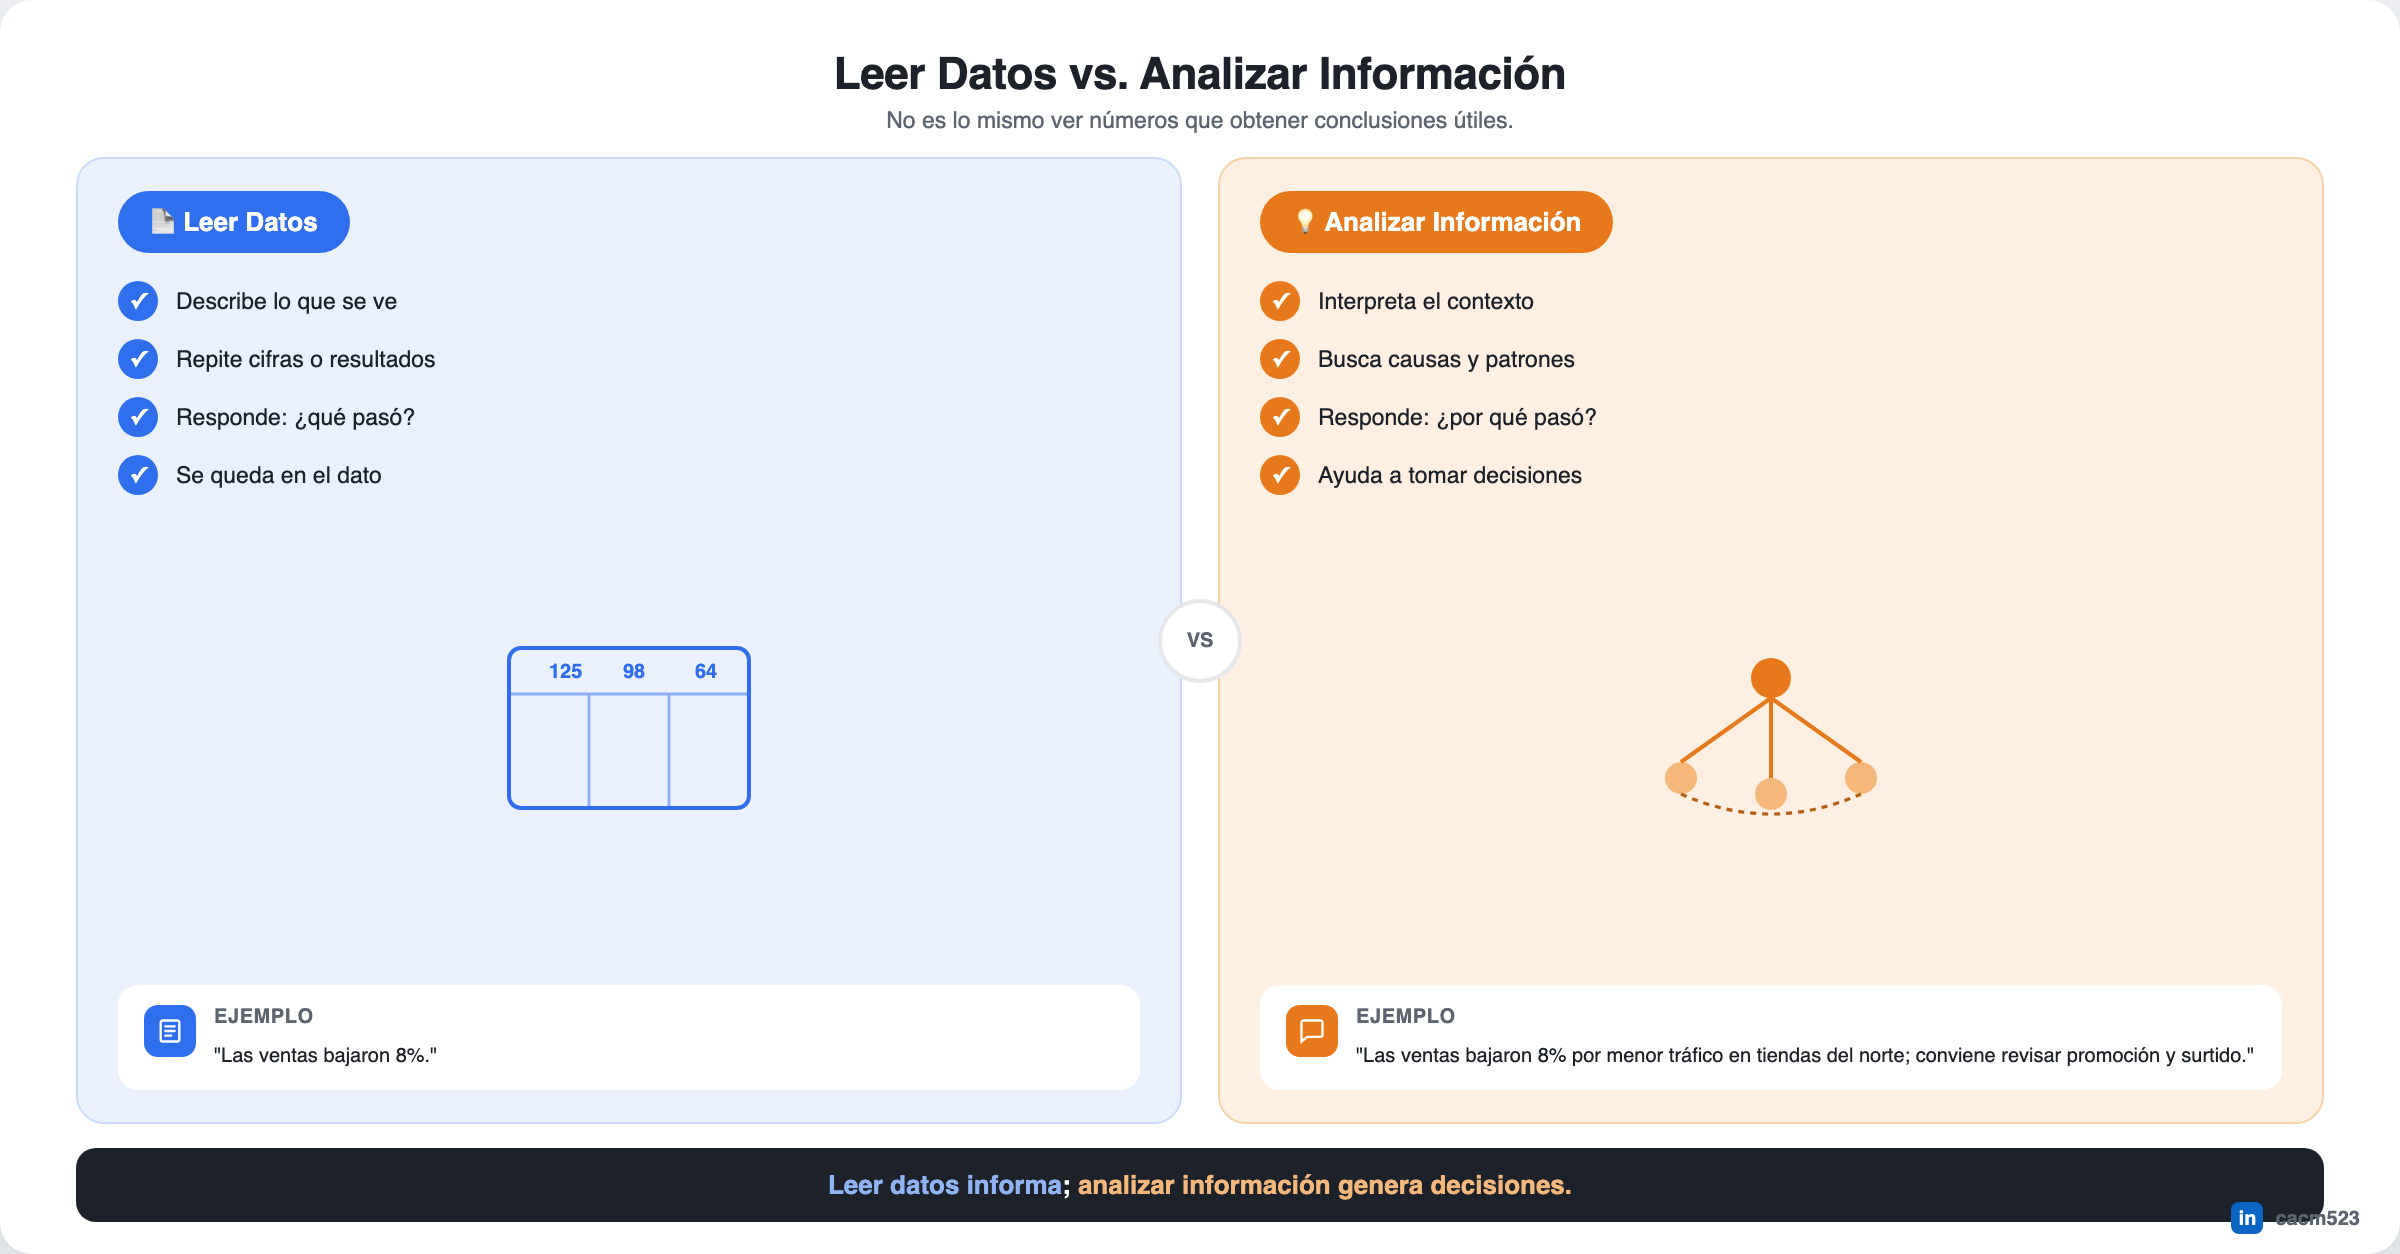 Leer Datos vs. Analizar Información
No es lo mismo ver números que obtener conclusiones útiles.
Leer Datos
Describe lo que se ve
Repite cifras o resultados
Responde: ¿qué pasó?
Se queda en el dato
125 98 64
EJEMPLO
"Las ventas bajaron 8%."
VS
Analizar Información
Interpreta el contexto
Busca causas y patrones
Responde: ¿por qué pasó?
Ayuda a tomar decisiones
EJEMPLO
"Las ventas bajaron 8% por menor tráfico en tiendas del norte; conviene revisar promoción y surtido."
Leer datos informa; analizar información genera decisiones.
in cacm523